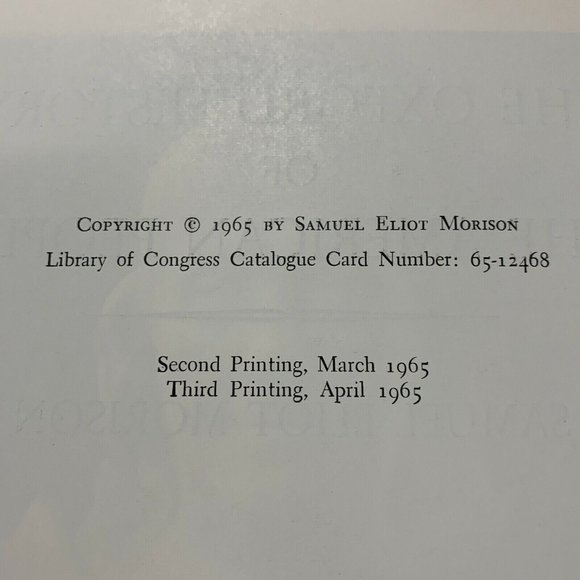 COPYRIGHT © 1965 BY SAMUEL ELIOT MORISON
Library of Congress Catalogue Card Number: 65-12468
Second Printing, March 1965
Third Printing, April 1965